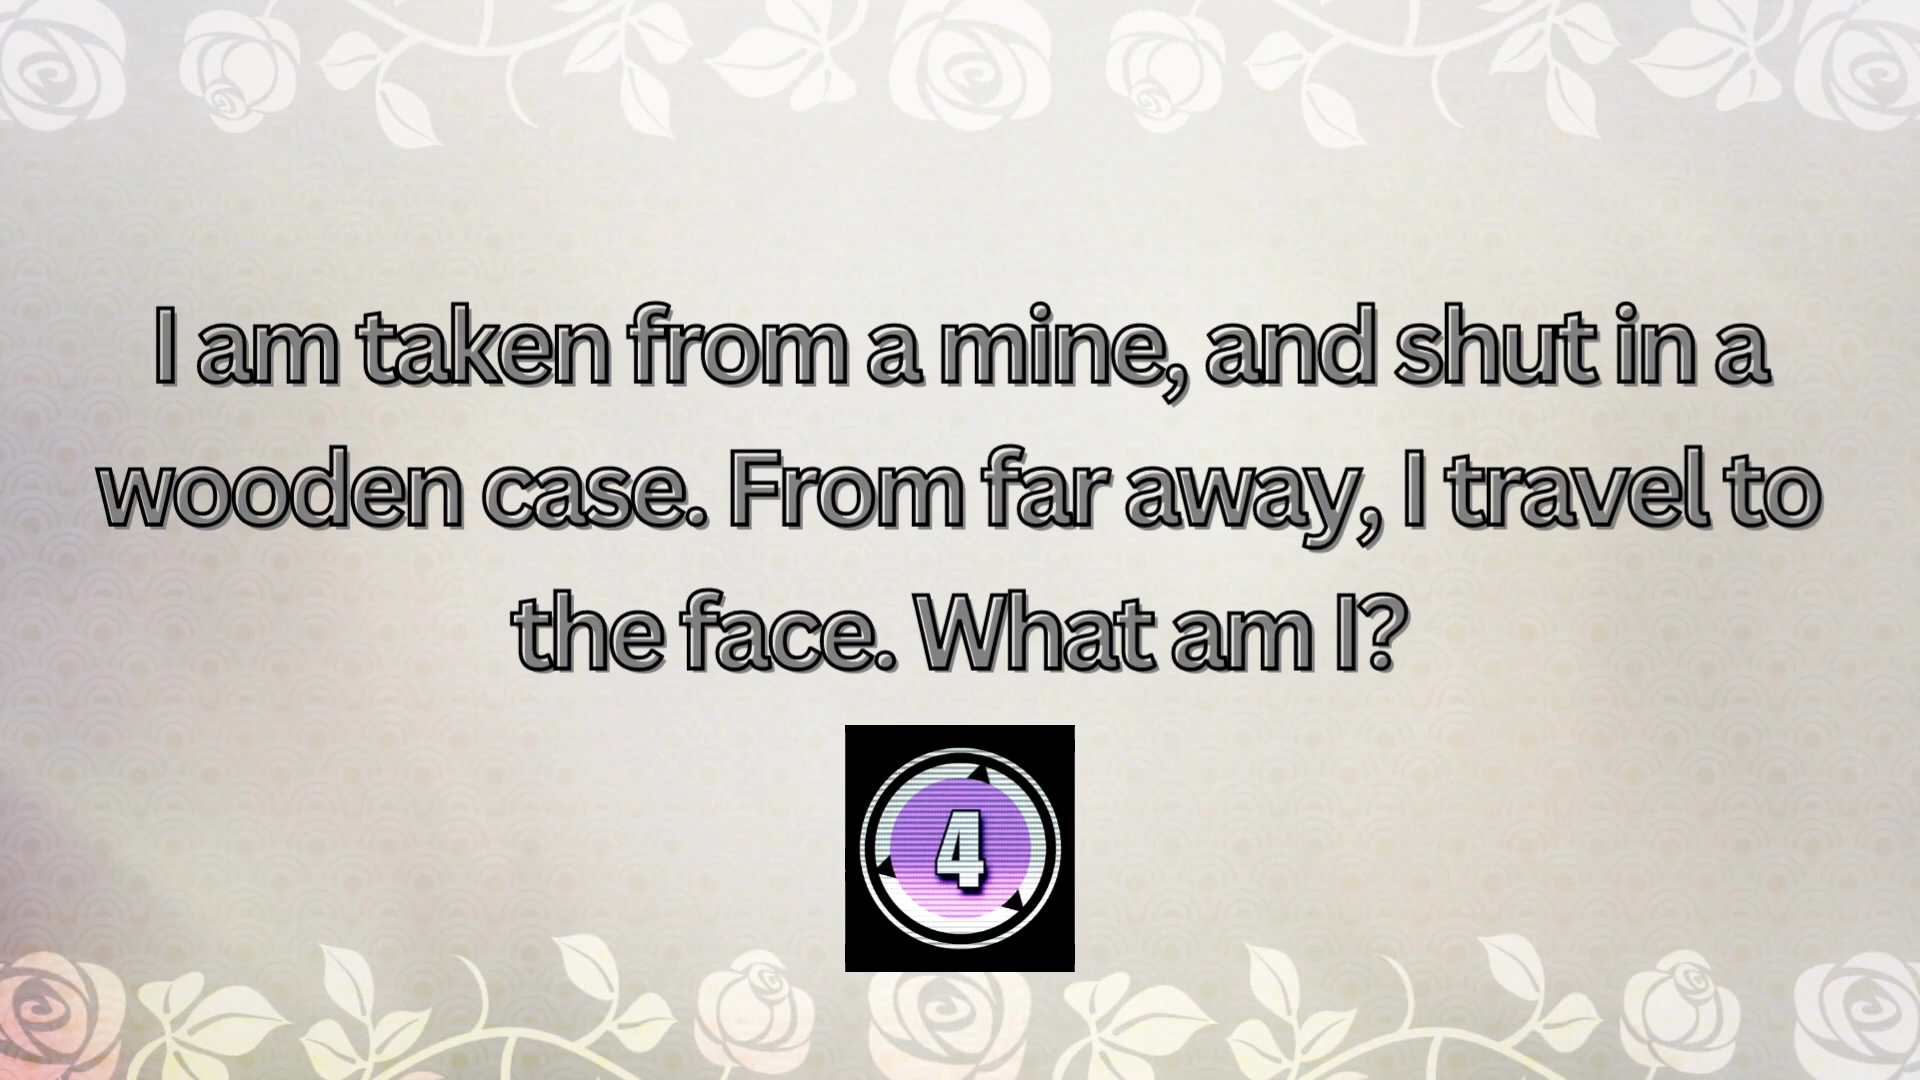 I am taken from a mine, and shut in a
wooden case. From far away, I travel to
the face. What am I?
4